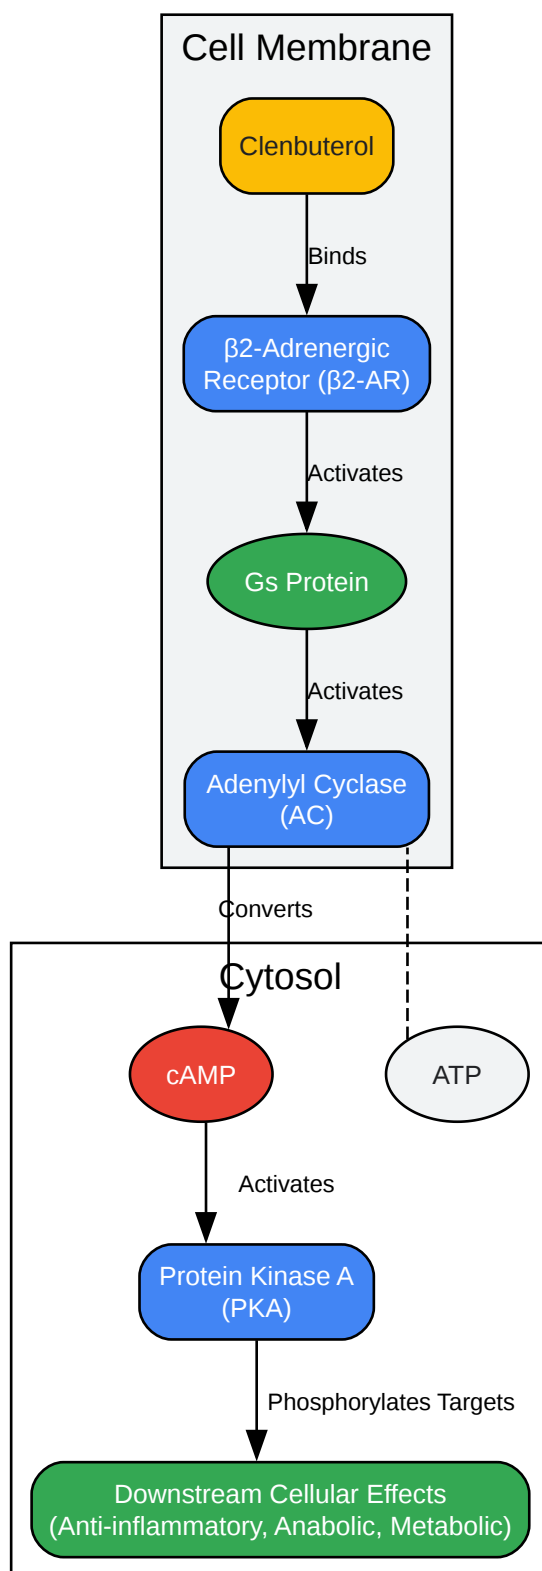 Cell Membrane
Clenbuterol
Binds
β2-Adrenergic
Receptor (β2-AR)
Activates
Gs Protein
Activates
Adenylyl Cyclase
(AC)
Converts
Cytosol
cAMP
ATP
Activates
Protein Kinase A
(PKA)
Phosphorylates Targets
Downstream Cellular Effects
(Anti-inflammatory, Anabolic, Metabolic)